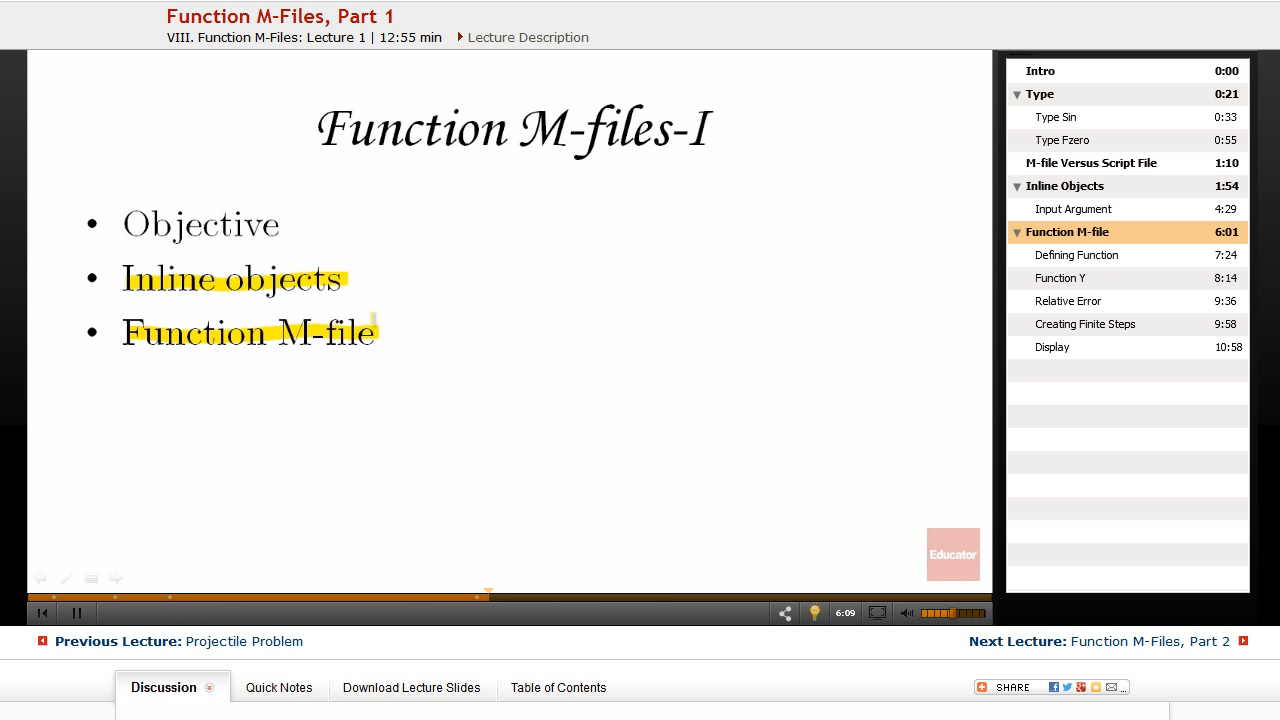 Function M-Files, Part 1
VIII. Function M-Files: Lecture 1 | 12:55 min Lecture Description
Function M-files-I
• Objective
• Inline objects
• Function M-file
Educator
6:09
Intro 0:00
Type 0:21
Type Sin 0:33
Type Fzero 0:55
M-file Versus Script File 1:10
Inline Objects 1:54
Input Argument 4:29
Function M-file 6:01
Defining Function 7:24
Function Y 8:14
Relative Error 9:36
Creating Finite Steps 9:58
Display 10:58
Previous Lecture: Projectile Problem
Next Lecture: Function M-Files, Part 2
Discussion Quick Notes Download Lecture Slides Table of Contents
SHARE ...